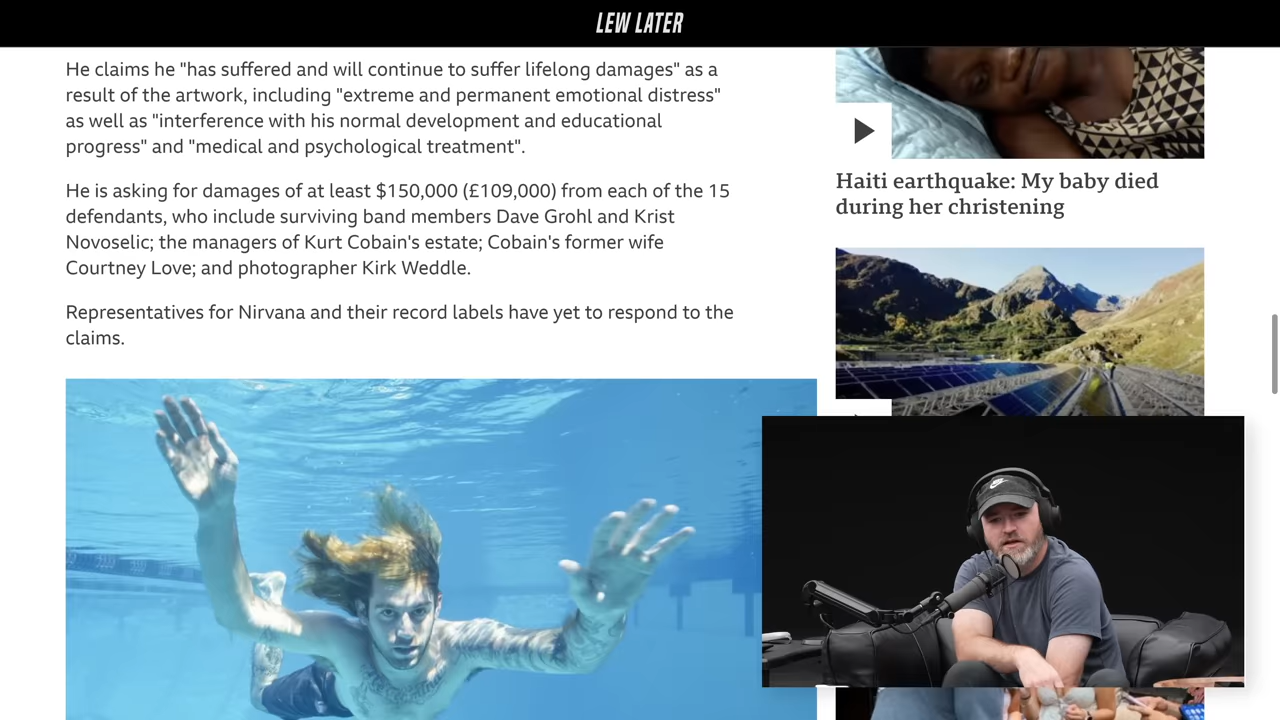 LEW LATER
He claims he "has suffered and will continue to suffer lifelong damages" as a
result of the artwork, including "extreme and permanent emotional distress"
as well as "interference with his normal development and educational
progress" and "medical and psychological treatment".
He is asking for damages of at least $150,000 (£109,000) from each of the 15
defendants, who include surviving band members Dave Grohl and Krist
Novoselic; the managers of Kurt Cobain's estate; Cobain's former wife
Courtney Love; and photographer Kirk Weddle.
Representatives for Nirvana and their record labels have yet to respond to the
claims.
Haiti earthquake: My baby died
during her christening